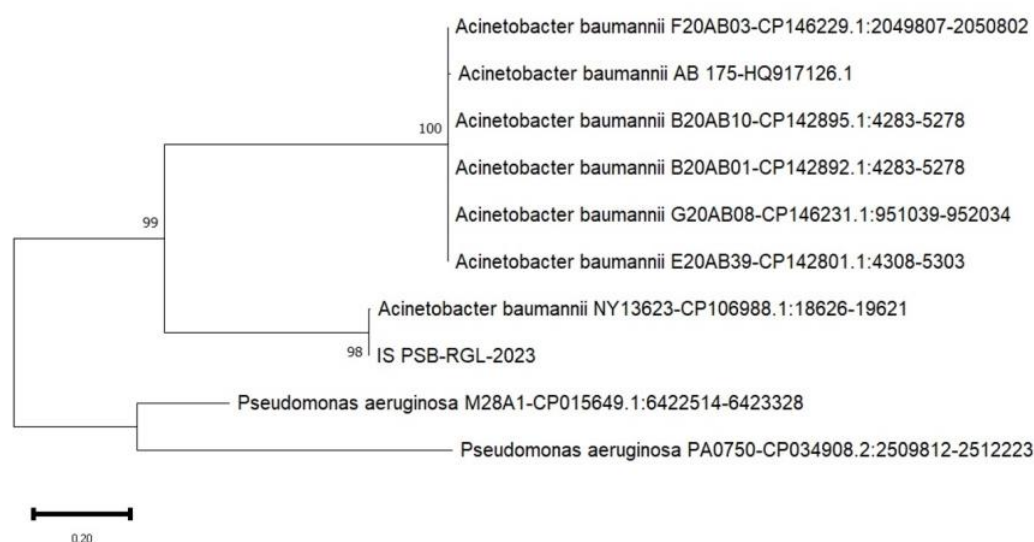 Acinetobacter baumannii F20AB03-CP146229.1:2049807-2050802
Acinetobacter baumannii AB 175-HQ917126.1
Acinetobacter baumannii B20AB10-CP142895.1:4283-5278
100
Acinetobacter baumannii B20AB01-CP142892.1:4283-5278
Acinetobacter baumannii G20AB08-CP146231.1:951039-952034
99
Acinetobacter baumannii E20AB39-CP142801.1:4308-5303
Acinetobacter baumannii NY13623-CP106988.1:18626-19621
98
IS PSB-RGL-2023
Pseudomonas aeruginosa M28A1-CP015649.1:6422514-6423328
Pseudomonas aeruginosa PA0750-CP034908.2:2509812-2512223
0.20